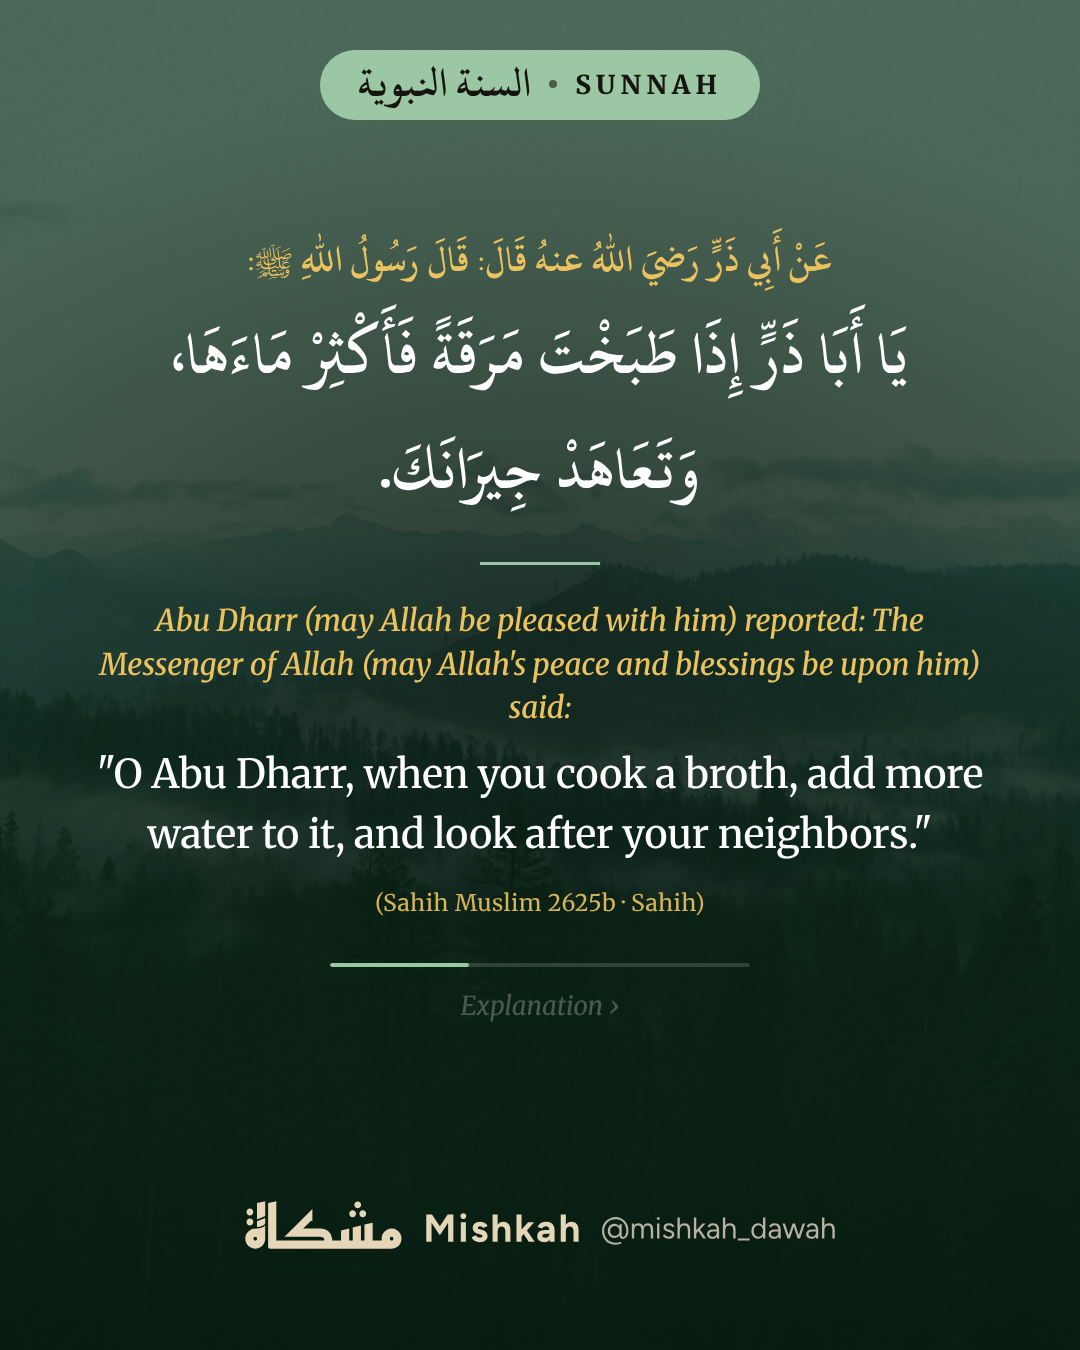 السنة النبوية • SUNNAH
عَنْ أَبِي ذَرٍّ رَضيَ اللهُ عنهُ قَالَ: قَالَ رَسُولُ اللهِ ﷺ:
يَا أَبَا ذَرٍّ إِذَا طَبَخْتَ مَرَقَةً فَأَكْثِرْ مَاءَهَا،
وَتَعَاهَدْ جِيرَانَكَ.
Abu Dharr (may Allah be pleased with him) reported: The
Messenger of Allah (may Allah's peace and blessings be upon him)
said:
"O Abu Dharr, when you cook a broth, add more
water to it, and look after your neighbors."
(Sahih Muslim 2625b · Sahih)
Explanation ›
مشكاة Mishkah @mishkah_dawah